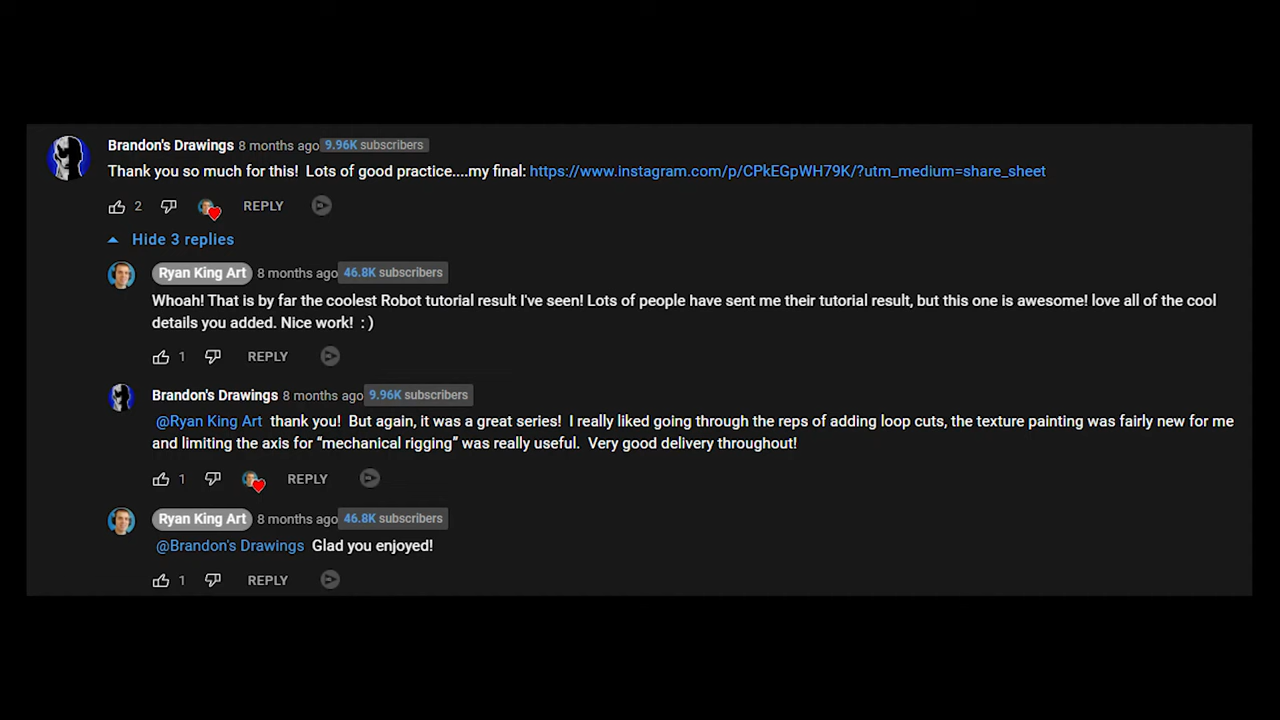 Brandon's Drawings 8 months ago 9.96K subscribers
Thank you so much for this!  Lots of good practice....my final: https://www.instagram.com/p/CPkEGpWH79K/?utm_medium=share_sheet
2 REPLY
Hide 3 replies
Ryan King Art 8 months ago 46.8K subscribers
Whoah! That is by far the coolest Robot tutorial result I've seen! Lots of people have sent me their tutorial result, but this one is awesome! love all of the cool
details you added. Nice work!  : )
1 REPLY
Brandon's Drawings 8 months ago 9.96K subscribers
@Ryan King Art  thank you!  But again, it was a great series!  I really liked going through the reps of adding loop cuts, the texture painting was fairly new for me
and limiting the axis for “mechanical rigging” was really useful.  Very good delivery throughout!
1 REPLY
Ryan King Art 8 months ago 46.8K subscribers
@Brandon's Drawings  Glad you enjoyed!
1 REPLY